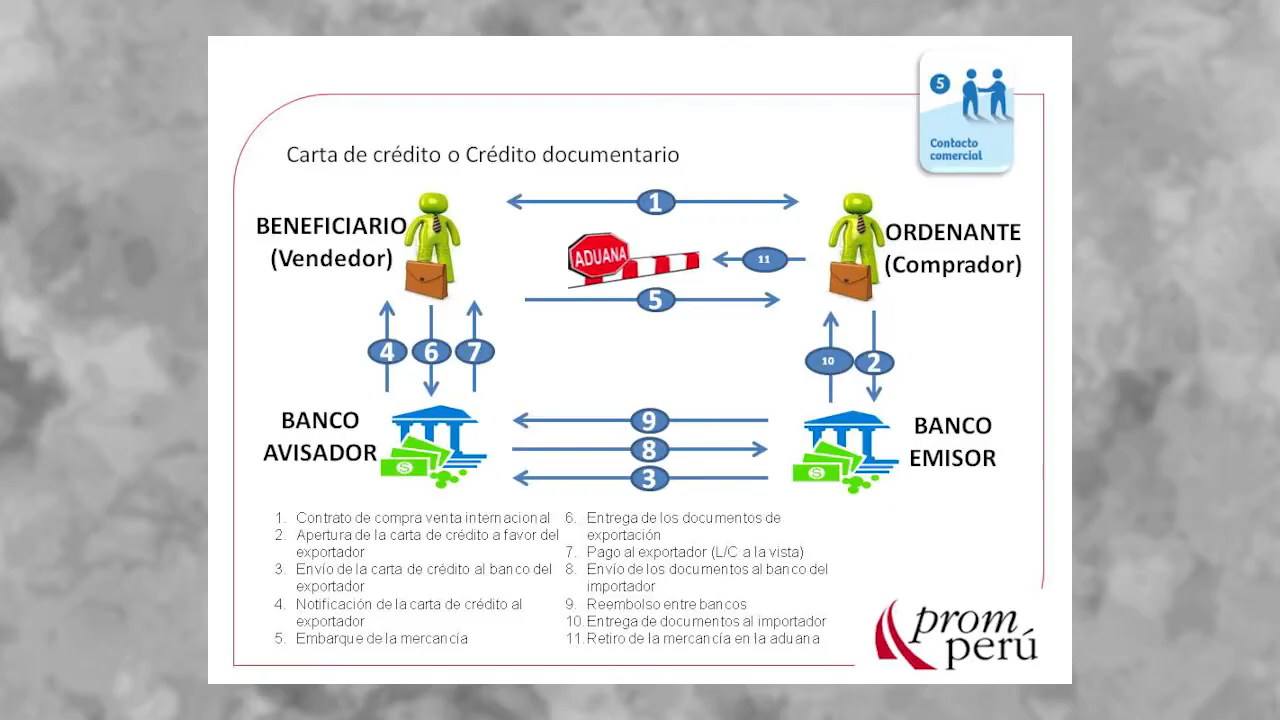 5
Contacto
comercial
Carta de crédito o Crédito documentario
1
BENEFICIARIO
(Vendedor)
ORDENANTE
(Comprador)
ADUANA
11
5
4
6
7
10
2
BANCO
AVISADOR
9
8
3
BANCO
EMISOR
$
$
1. Contrato de compra venta internacional
2. Apertura de la carta de crédito a favor del
exportador
3. Envío de la carta de crédito al banco del
exportador
4. Notificación de la carta de crédito al
exportador
5. Embarque de la mercancía
6. Entrega de los documentos de
exportación
7. Pago al exportador (L/C a la vista)
8. Envío de los documentos al banco del
importador
9. Reembolso entre bancos
10. Entrega de documentos al importador
11. Retiro de la mercancía en la aduana
prom
perú